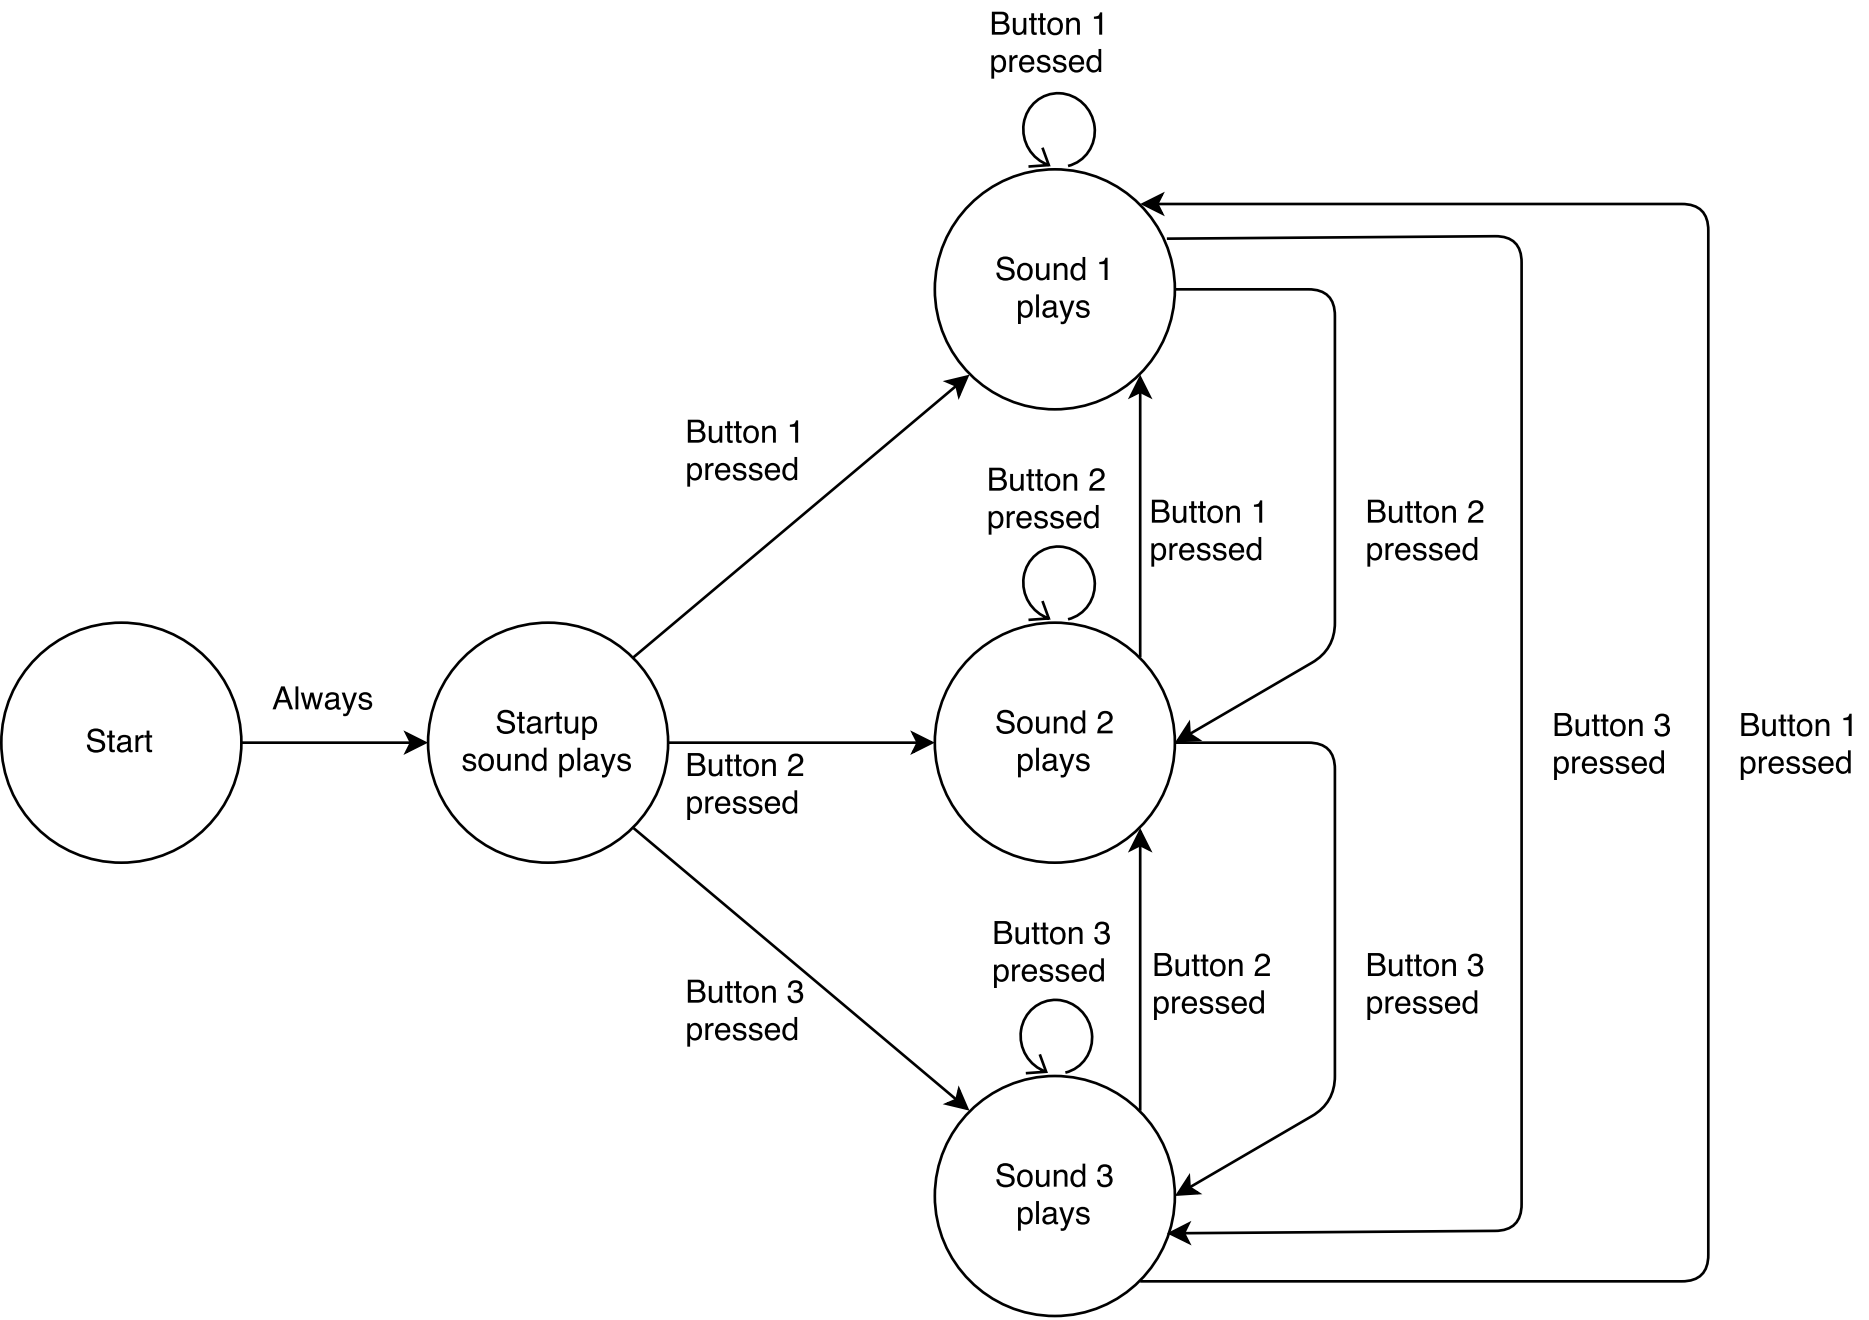 Button 1
pressed
Sound 1
plays
Button 1
pressed
Button 2
pressed
Button 1
pressed
Button 2
pressed
Always
Start
Startup
sound plays
Button 2
pressed
Sound 2
plays
Button 3
pressed
Button 1
pressed
Button 3
pressed
Button 3
pressed
Button 2
pressed
Button 3
pressed
Sound 3
plays